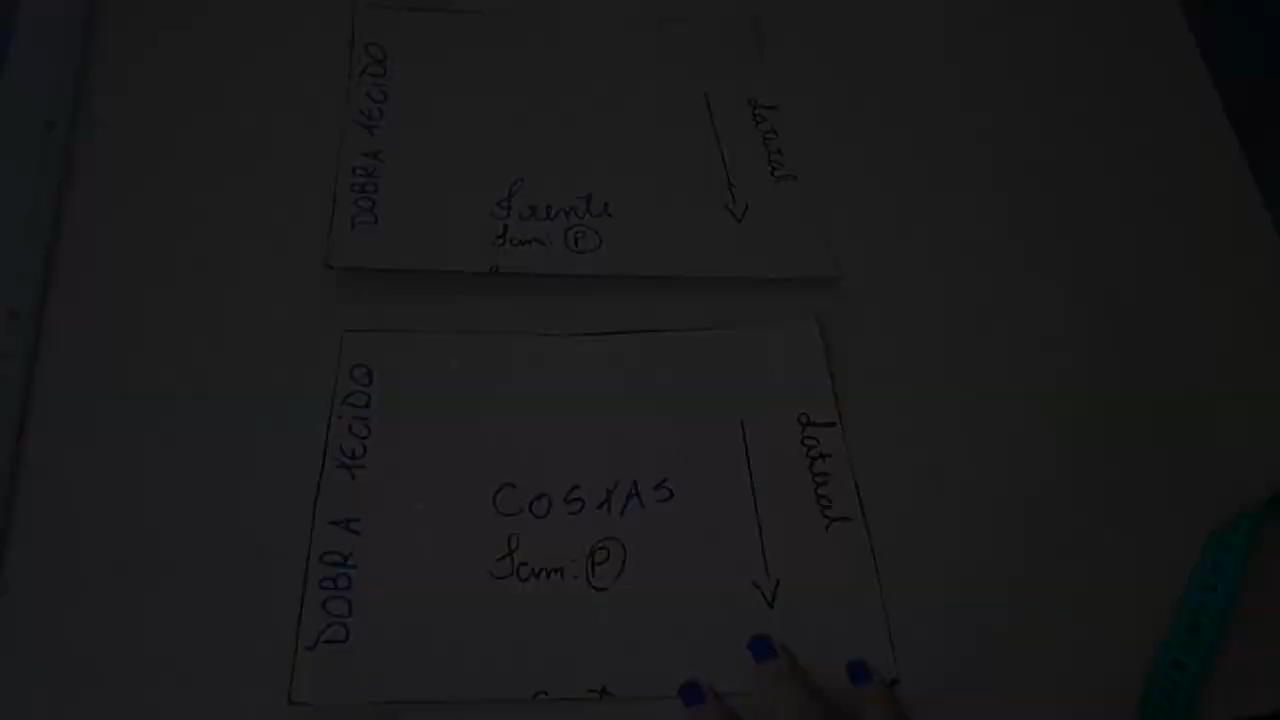 DOBRA TECIDO
Lateral
Frente
Tam: P
DOBRA TECIDO
Lateral
COSTAS
Tam: P